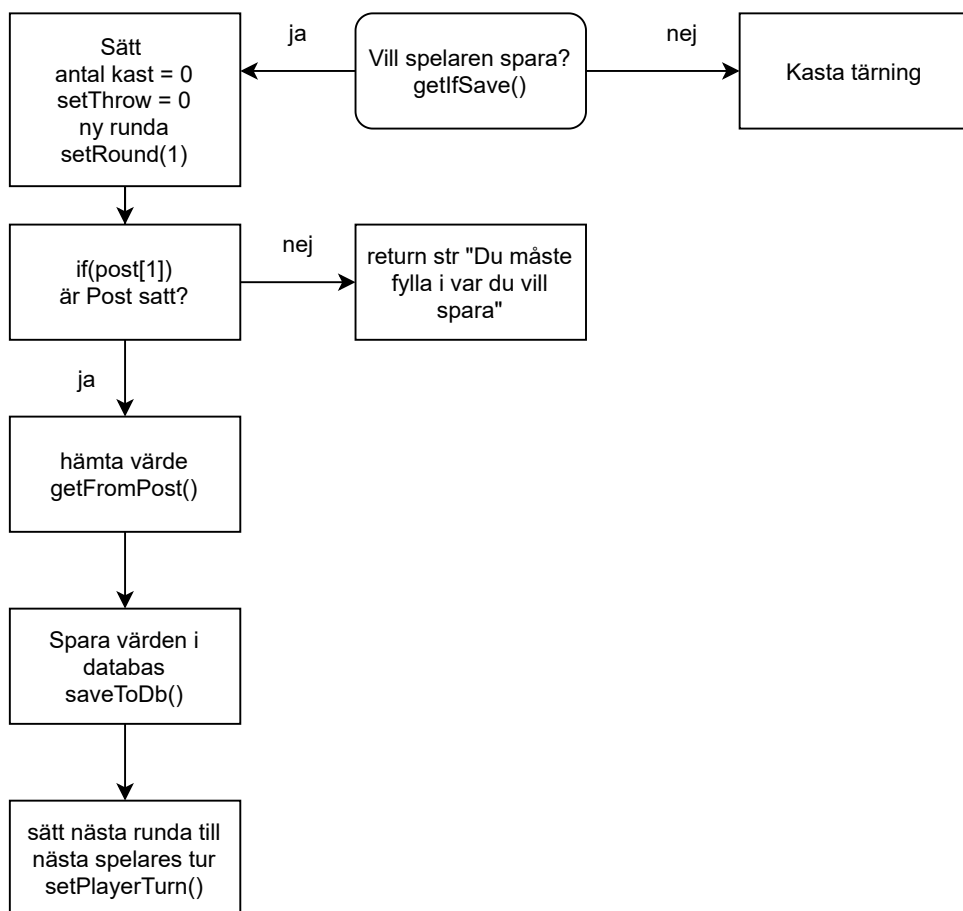 Sätt
antal kast = 0
setThrow = 0
ny runda
setRound(1)
ja
Vill spelaren spara?
getIfSave()
nej
Kasta tärning
if(post[1])
är Post satt?
nej
return str "Du måste
fylla i var du vill
spara"
ja
hämta värde
getFromPost()
Spara värden i
databas
saveToDb()
sätt nästa runda till
nästa spelares tur
setPlayerTurn()